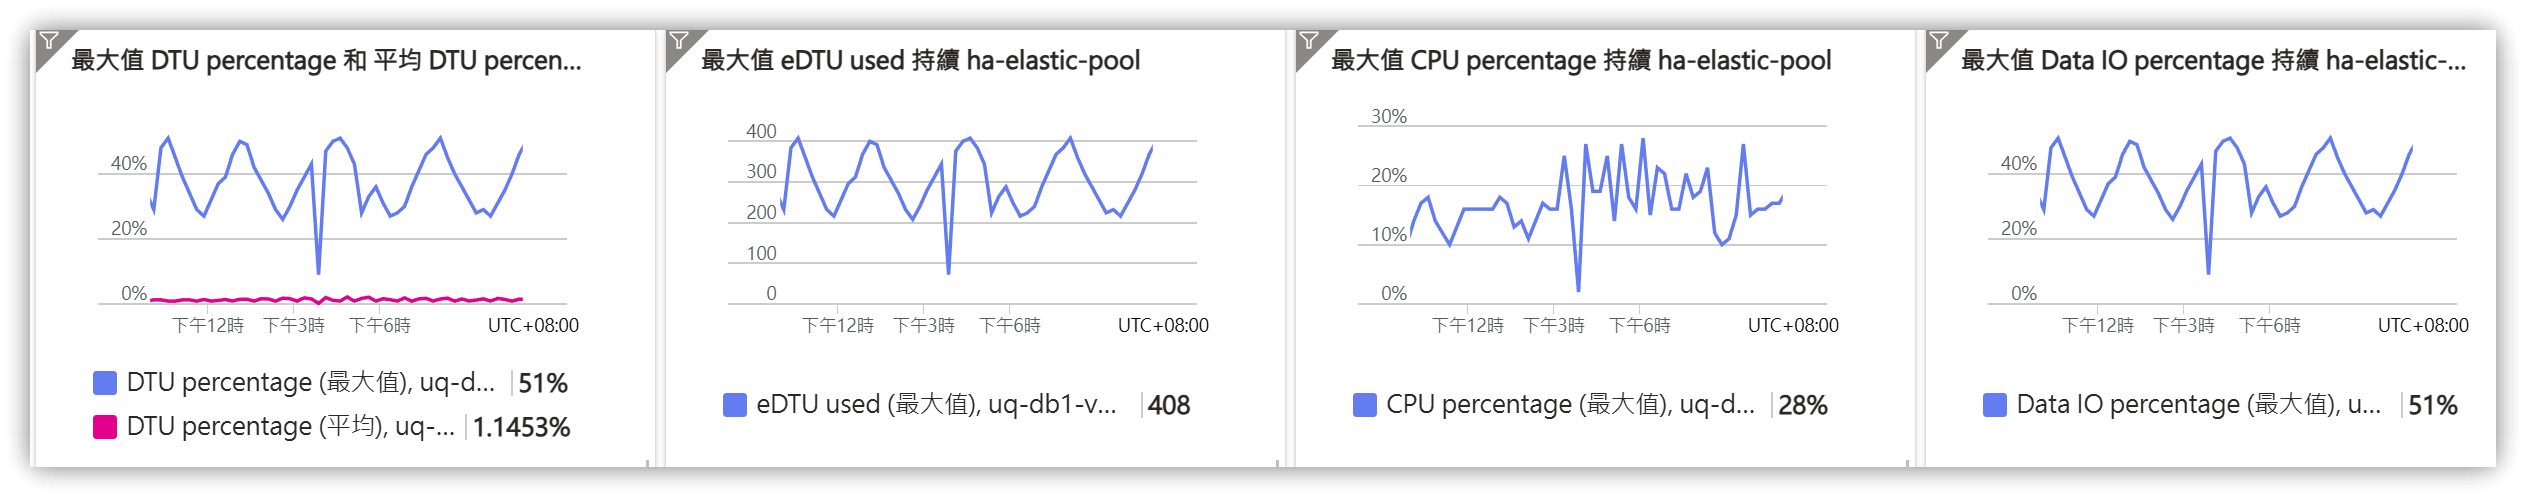 最大值 DTU percentage 和 平均 DTU percen...
40%
20%
0%
下午12時 下午3時 下午6時 UTC+08:00
DTU percentage (最大值), uq-d... 51%
DTU percentage (平均), uq-... 1.1453%
最大值 eDTU used 持續 ha-elastic-pool
400
300
200
100
0
下午12時 下午3時 下午6時 UTC+08:00
eDTU used (最大值), uq-db1-v... 408
最大值 CPU percentage 持續 ha-elastic-pool
30%
20%
10%
0%
下午12時 下午3時 下午6時 UTC+08:00
CPU percentage (最大值), uq-d... 28%
最大值 Data IO percentage 持續 ha-elastic-...
40%
20%
0%
下午12時 下午3時 下午6時 UTC+08:00
Data IO percentage (最大值), u... 51%